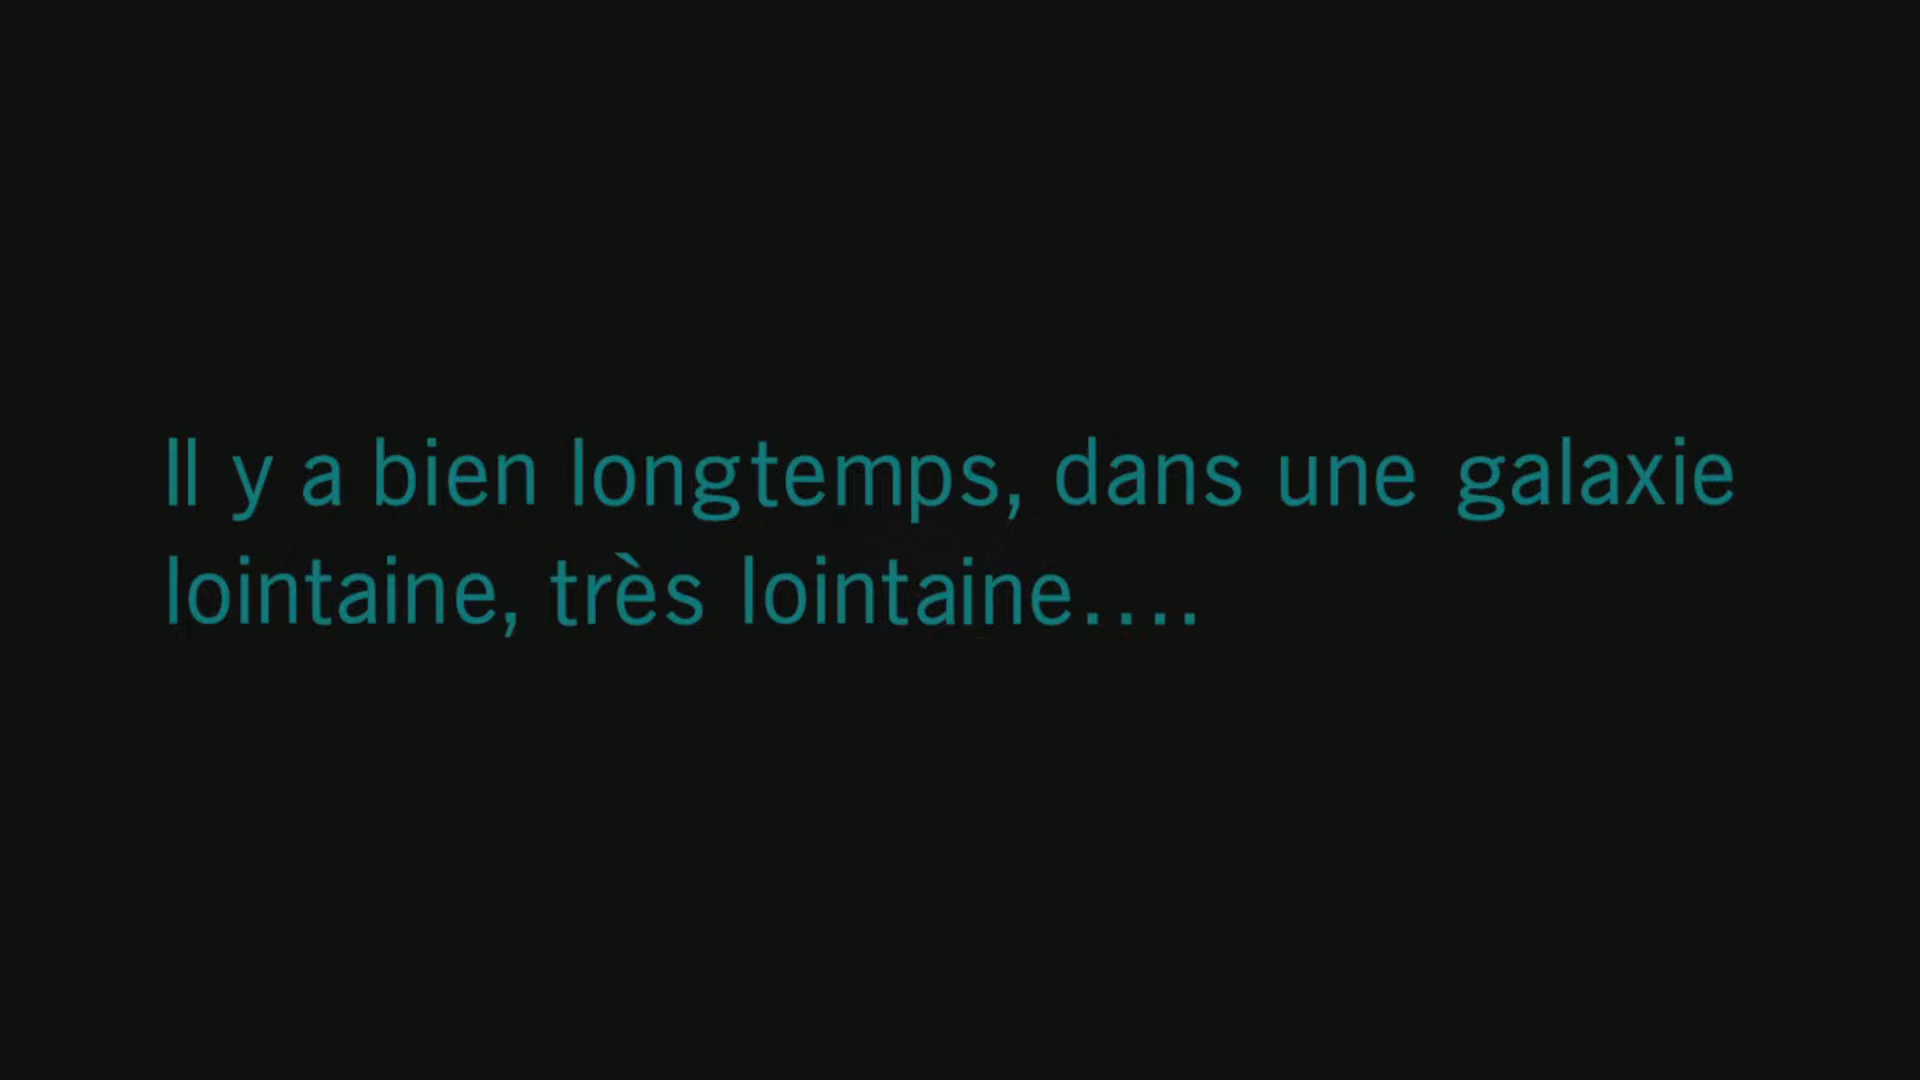 Il y a bien longtemps, dans une galaxie
lointaine, très lointaine....